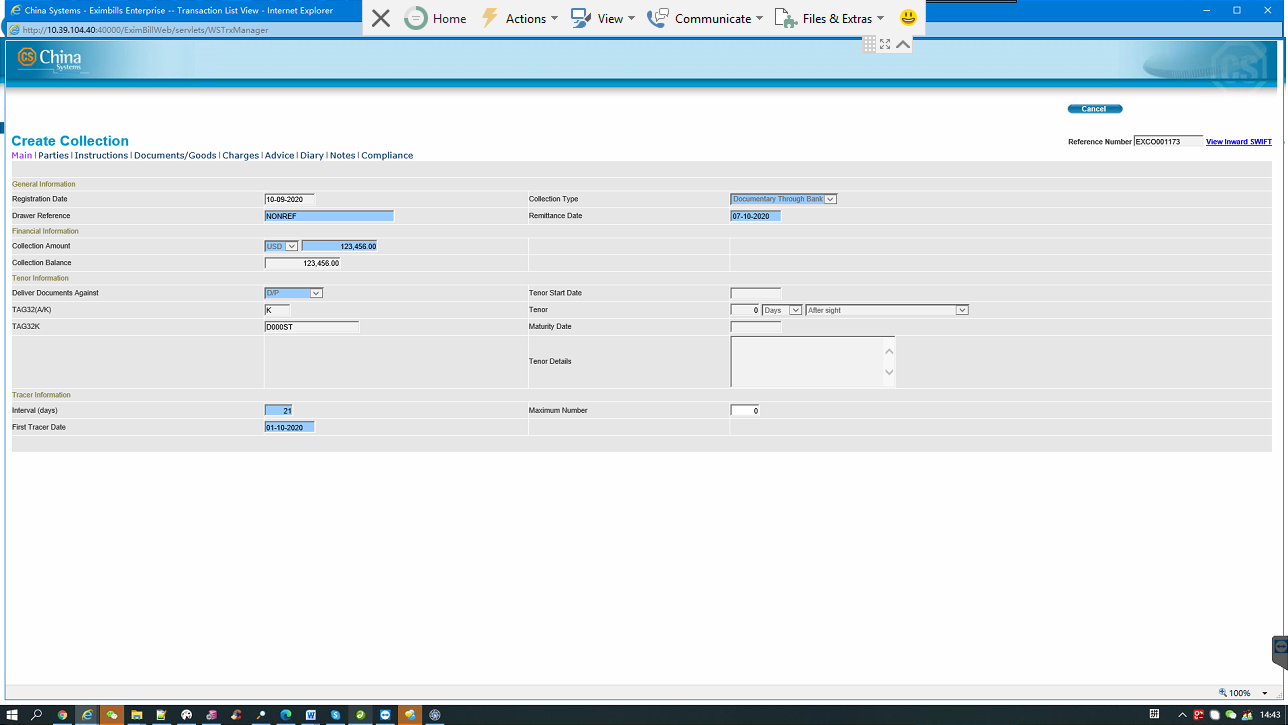 China Systems - Eximbills Enterprise -- Transaction List View - Internet Explorer
Home Actions View Communicate Files & Extras
http://10.39.104.40:40000/EximBillWeb/servlets/WSTrxManager
CS China Systems
CSI
Cancel
Create Collection
Reference Number EXCO001173 View Inward SWIFT
Main | Parties | Instructions | Documents/Goods | Charges | Advice | Diary | Notes | Compliance
General Information
Registration Date 10-09-2020 Collection Type Documentary Through Bank
Drawer Reference NONREF Remittance Date 07-10-2020
Financial Information
Collection Amount USD 123,456.00
Collection Balance 123,456.00
Tenor Information
Deliver Documents Against D/P Tenor Start Date
TAG32(A/K) K Tenor 0 Days After sight
TAG32K D000ST Maturity Date
Tenor Details
Tracer Information
Interval (days) 21 Maximum Number 0
First Tracer Date 01-10-2020
100%
14:43